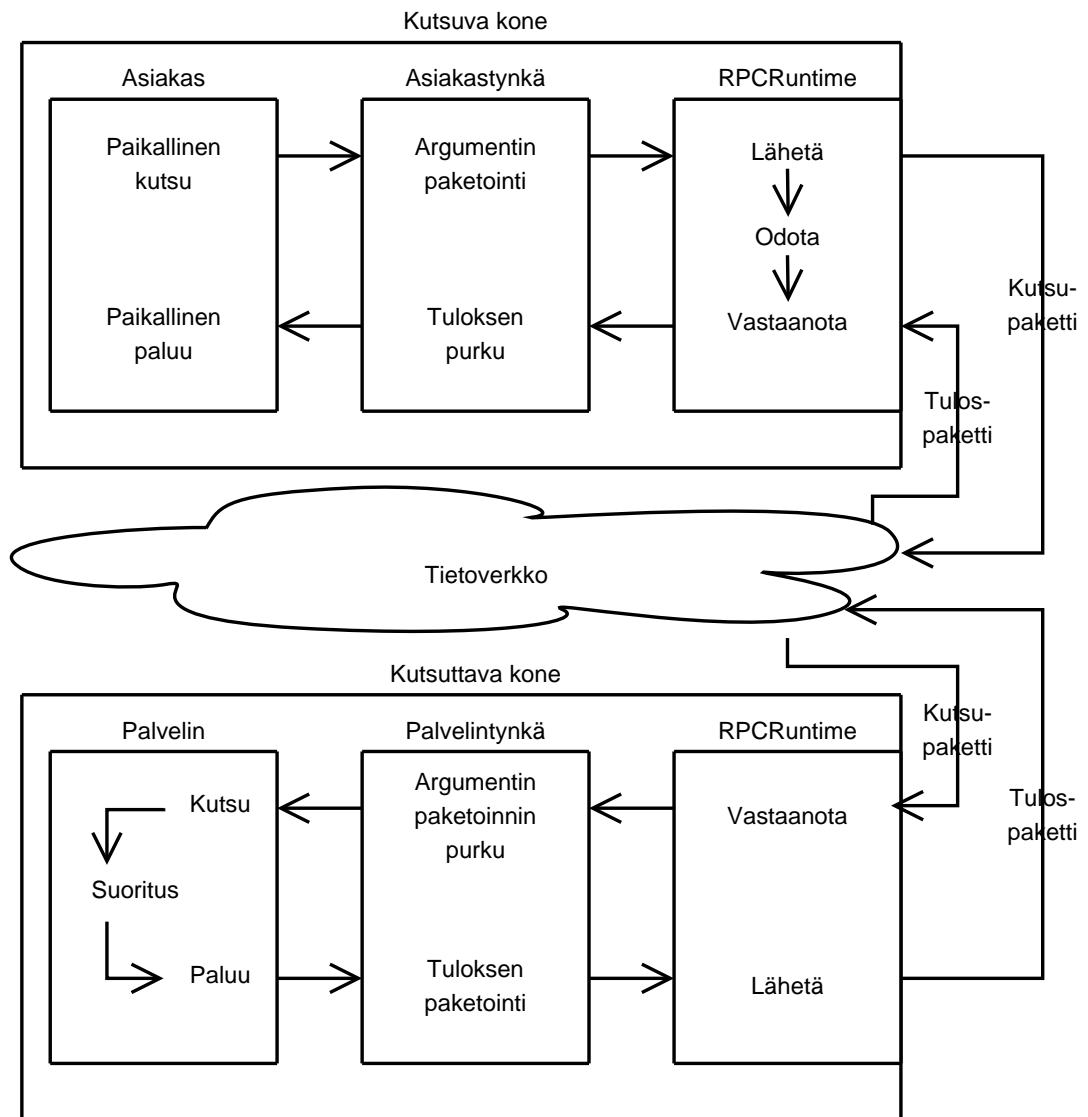 Kutsuva kone
Asiakas
Asiakastynkä
RPCRuntime
Paikallinen
kutsu
Argumentin
paketointi
Lähetä
Odota
Paikallinen
paluu
Tuloksen
purku
Vastaanota
Kutsu-
paketti
Tulos-
paketti
Tietoverkko
Kutsuttava kone
Palvelin
Palvelintynkä
RPCRuntime
Kutsu-
paketti
Kutsu
Argumentin
paketoinnin
purku
Vastaanota
Tulos-
paketti
Suoritus
Paluu
Tuloksen
paketointi
Lähetä